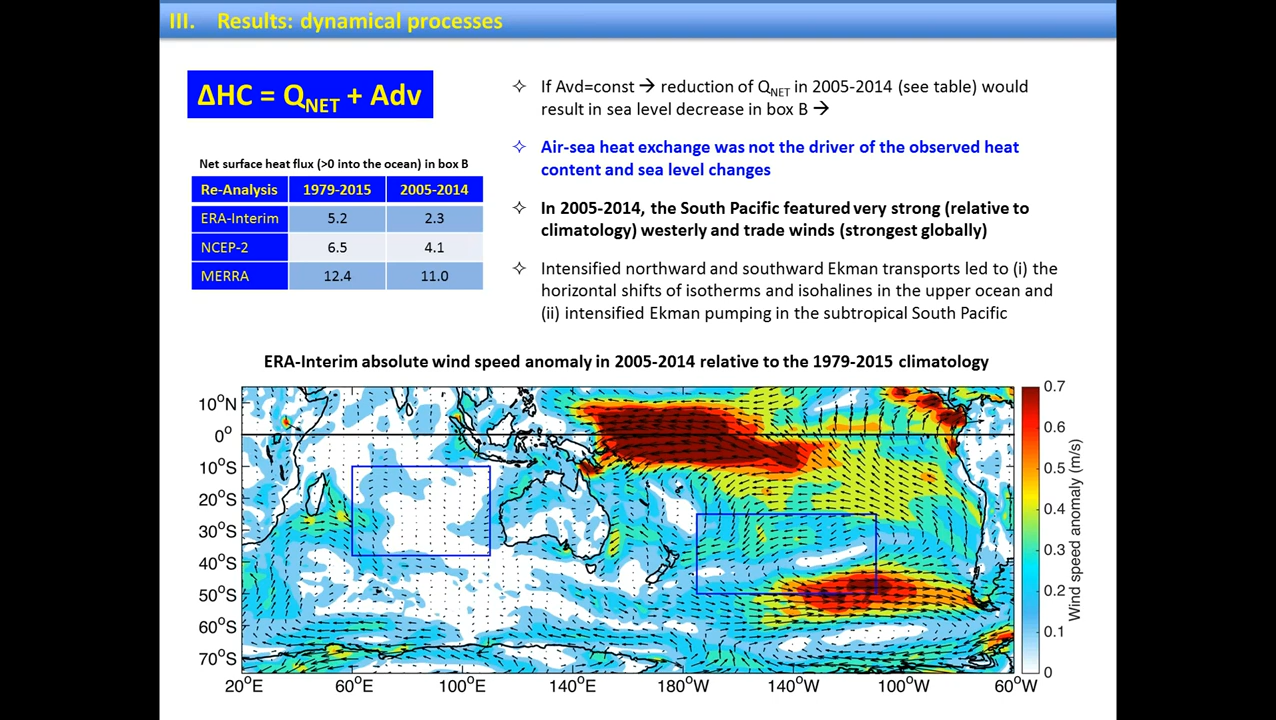 III. Results: dynamical processes
ΔHC = QNET + Adv
Net surface heat flux (>0 into the ocean) in box B
Re-Analysis 1979-2015 2005-2014
ERA-Interim 5.2 2.3
NCEP-2 6.5 4.1
MERRA 12.4 11.0
✧ If Avd=const → reduction of QNET in 2005-2014 (see table) would
result in sea level decrease in box B →
✧ Air-sea heat exchange was not the driver of the observed heat
content and sea level changes
✧ In 2005-2014, the South Pacific featured very strong (relative to
climatology) westerly and trade winds (strongest globally)
✧ Intensified northward and southward Ekman transports led to (i) the
horizontal shifts of isotherms and isohalines in the upper ocean and
(ii) intensified Ekman pumping in the subtropical South Pacific
ERA-Interim absolute wind speed anomaly in 2005-2014 relative to the 1979-2015 climatology
10°N
0°
10°S
20°S
30°S
40°S
50°S
60°S
70°S
20°E 60°E 100°E 140°E 180°W 140°W 100°W 60°W
0.7
0.6
0.5
0.4
0.3
0.2
0.1
0
Wind speed anomaly (m/s)